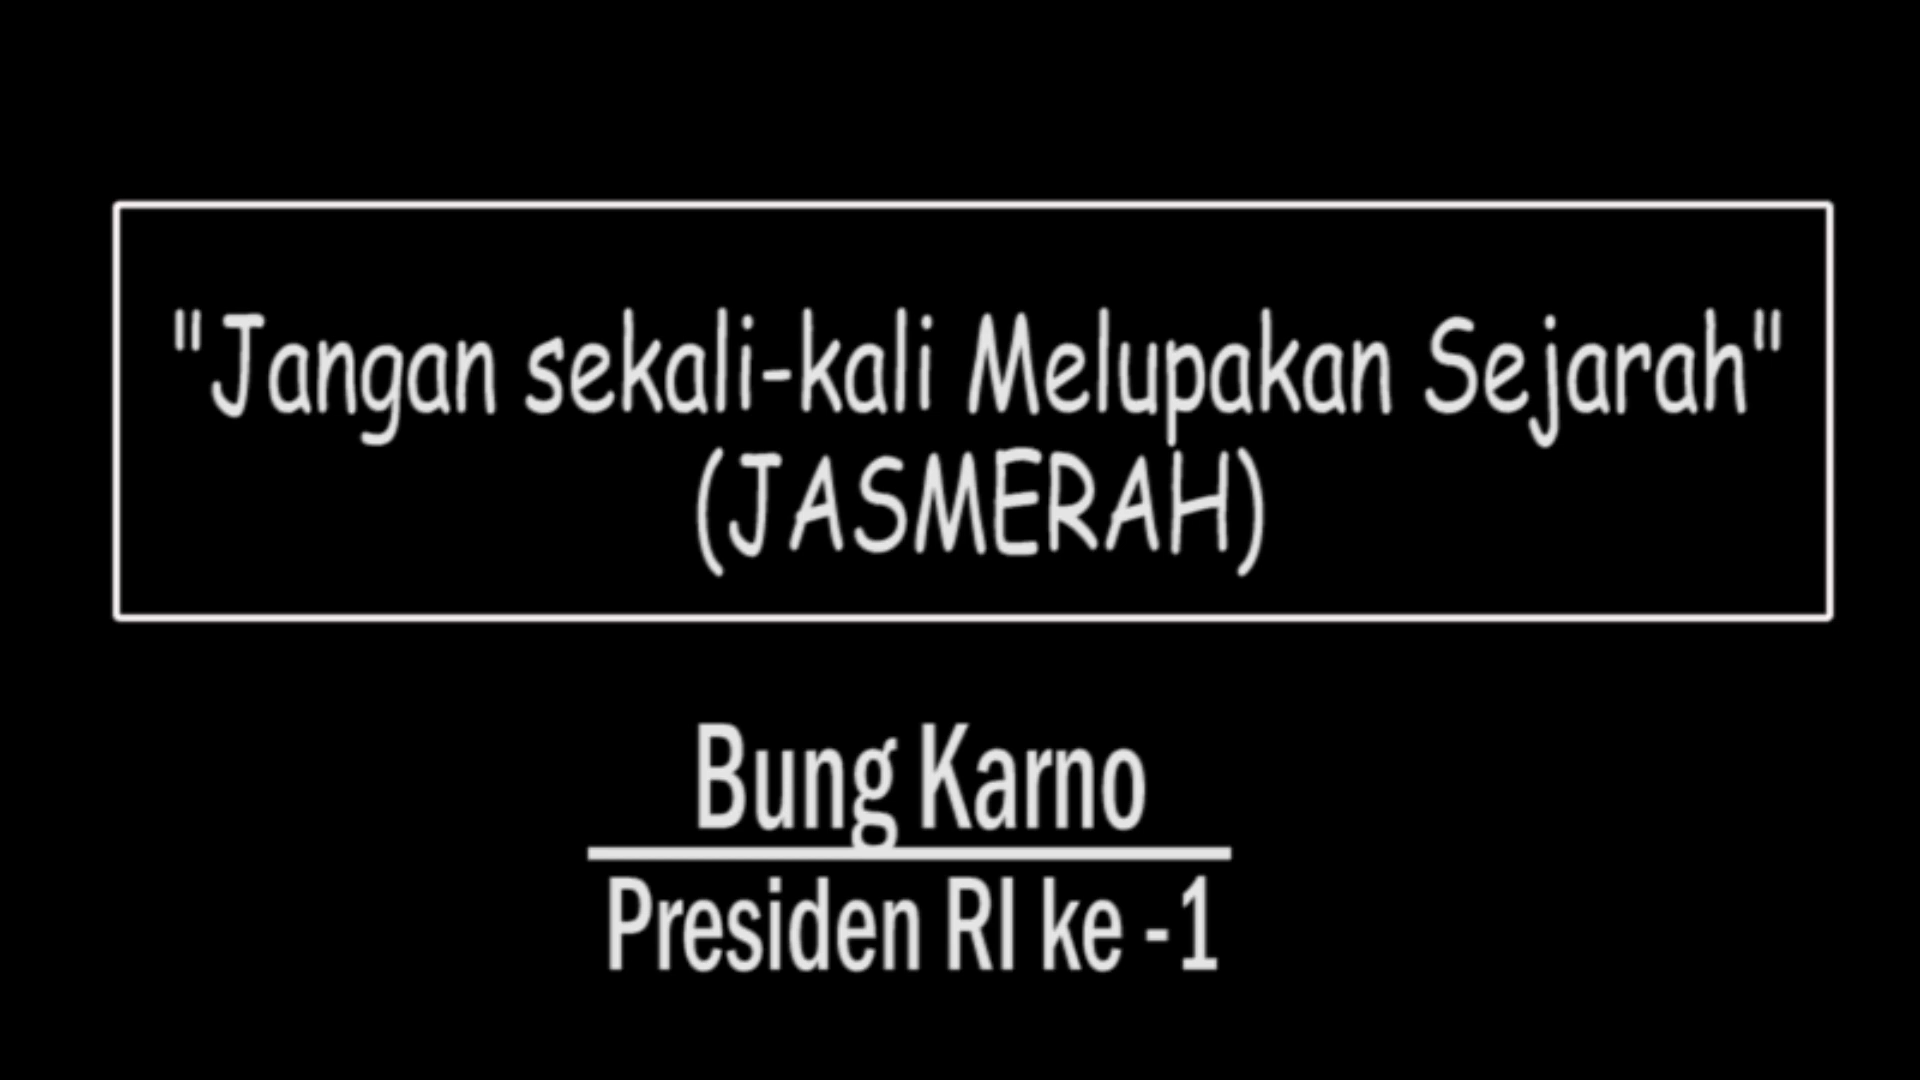 "Jangan sekali-kali Melupakan Sejarah"
(JASMERAH)
Bung Karno
Presiden RI ke -1